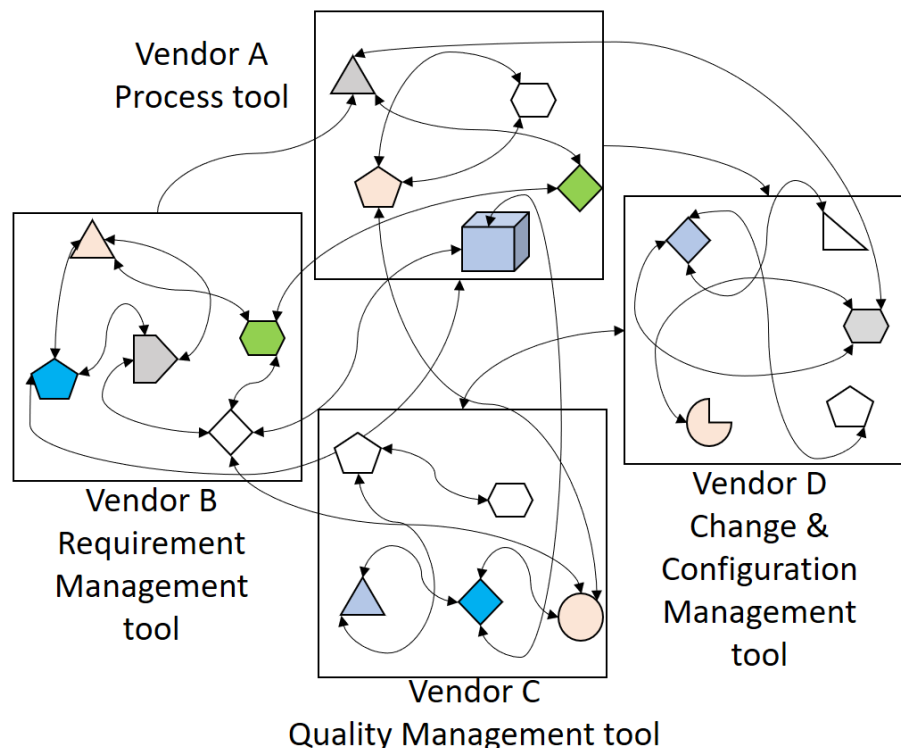 Vendor A
Process tool
Vendor B
Requirement
Management
tool
Vendor D
Change &
Configuration
Management
tool
Vendor C
Quality Management tool